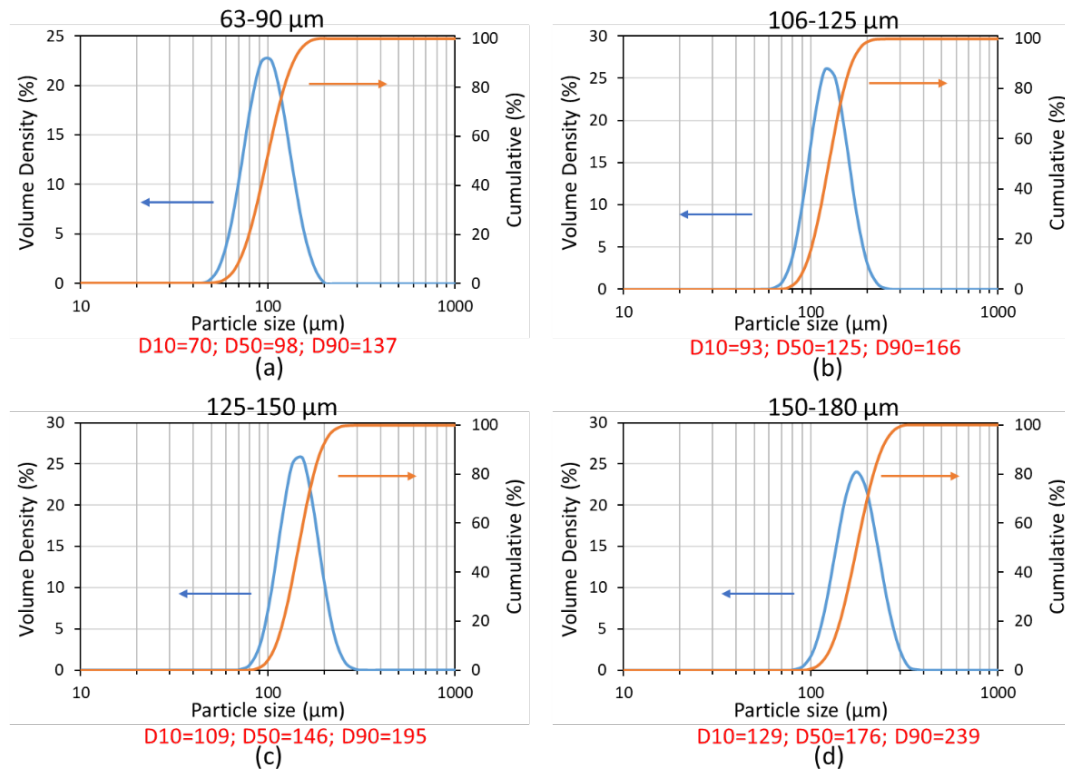 63-90 µm
25
20
15
10
5
0
Volume Density (%)
100
80
60
40
20
0
Cumulative (%)
10
100
1000
Particle size (µm)
D10=70; D50=98; D90=137
(a)
106-125 µm
30
25
20
15
10
5
0
Volume Density (%)
100
80
60
40
20
0
Cumulative (%)
10
100
1000
Particle size (µm)
D10=93; D50=125; D90=166
(b)
125-150 µm
30
25
20
15
10
5
0
Volume Density (%)
100
80
60
40
20
0
Cumulative (%)
10
100
1000
Particle size (µm)
D10=109; D50=146; D90=195
(c)
150-180 µm
30
25
20
15
10
5
0
Volume Density (%)
100
80
60
40
20
0
Cumulative (%)
10
100
1000
Particle size (µm)
D10=129; D50=176; D90=239
(d)